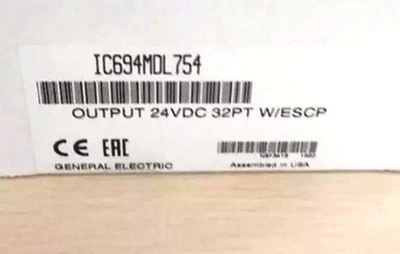 IC694MDL754
OUTPUT 24VDC 32PT W/ESCP
CE EAC
GENERAL ELECTRIC Assembled in USA